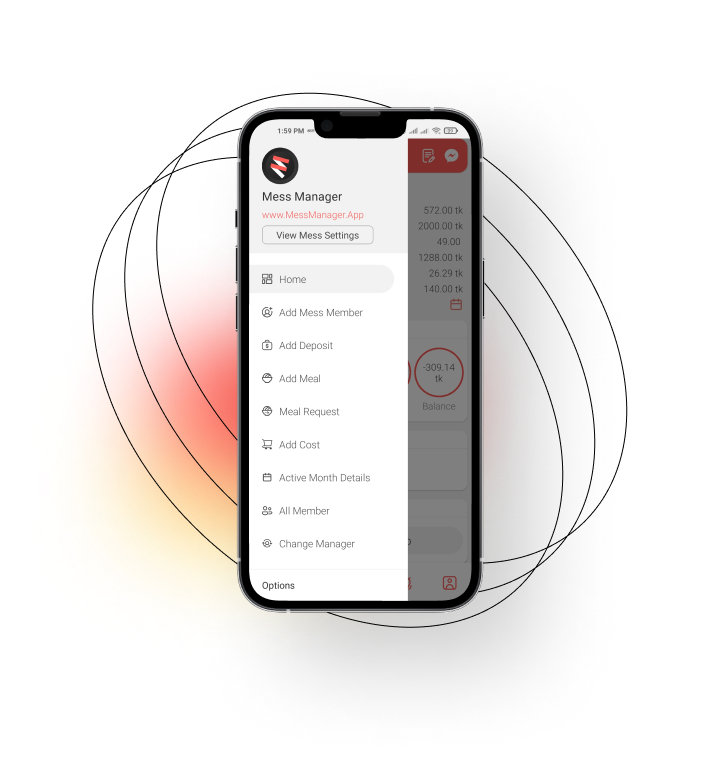 1:59 PM
37
Mess Manager
www.MessManager.App
View Mess Settings
Home
Add Mess Member
Add Deposit
Add Meal
Meal Request
Add Cost
Active Month Details
All Member
Change Manager
Options
572.00 tk
2000.00 tk
49.00
1288.00 tk
26.29 tk
140.00 tk
-309.14
tk
Balance